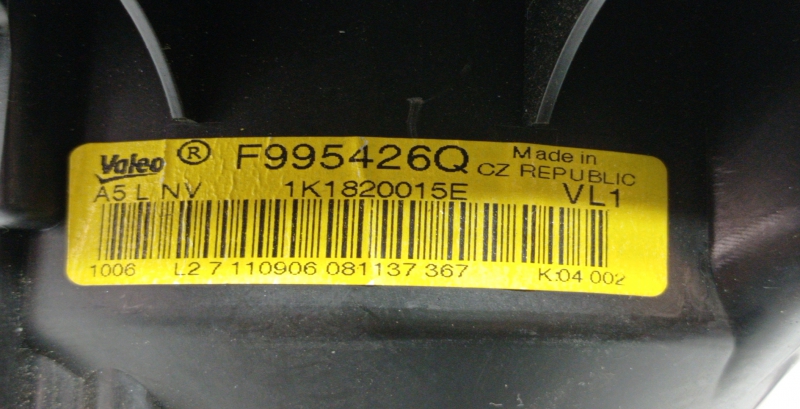 Valeo ® F995426Q Made in
CZ REPUBLIC
A5 L NV 1K1820015E VL1
1006 L2 7 110906 081137 367 K:04 002